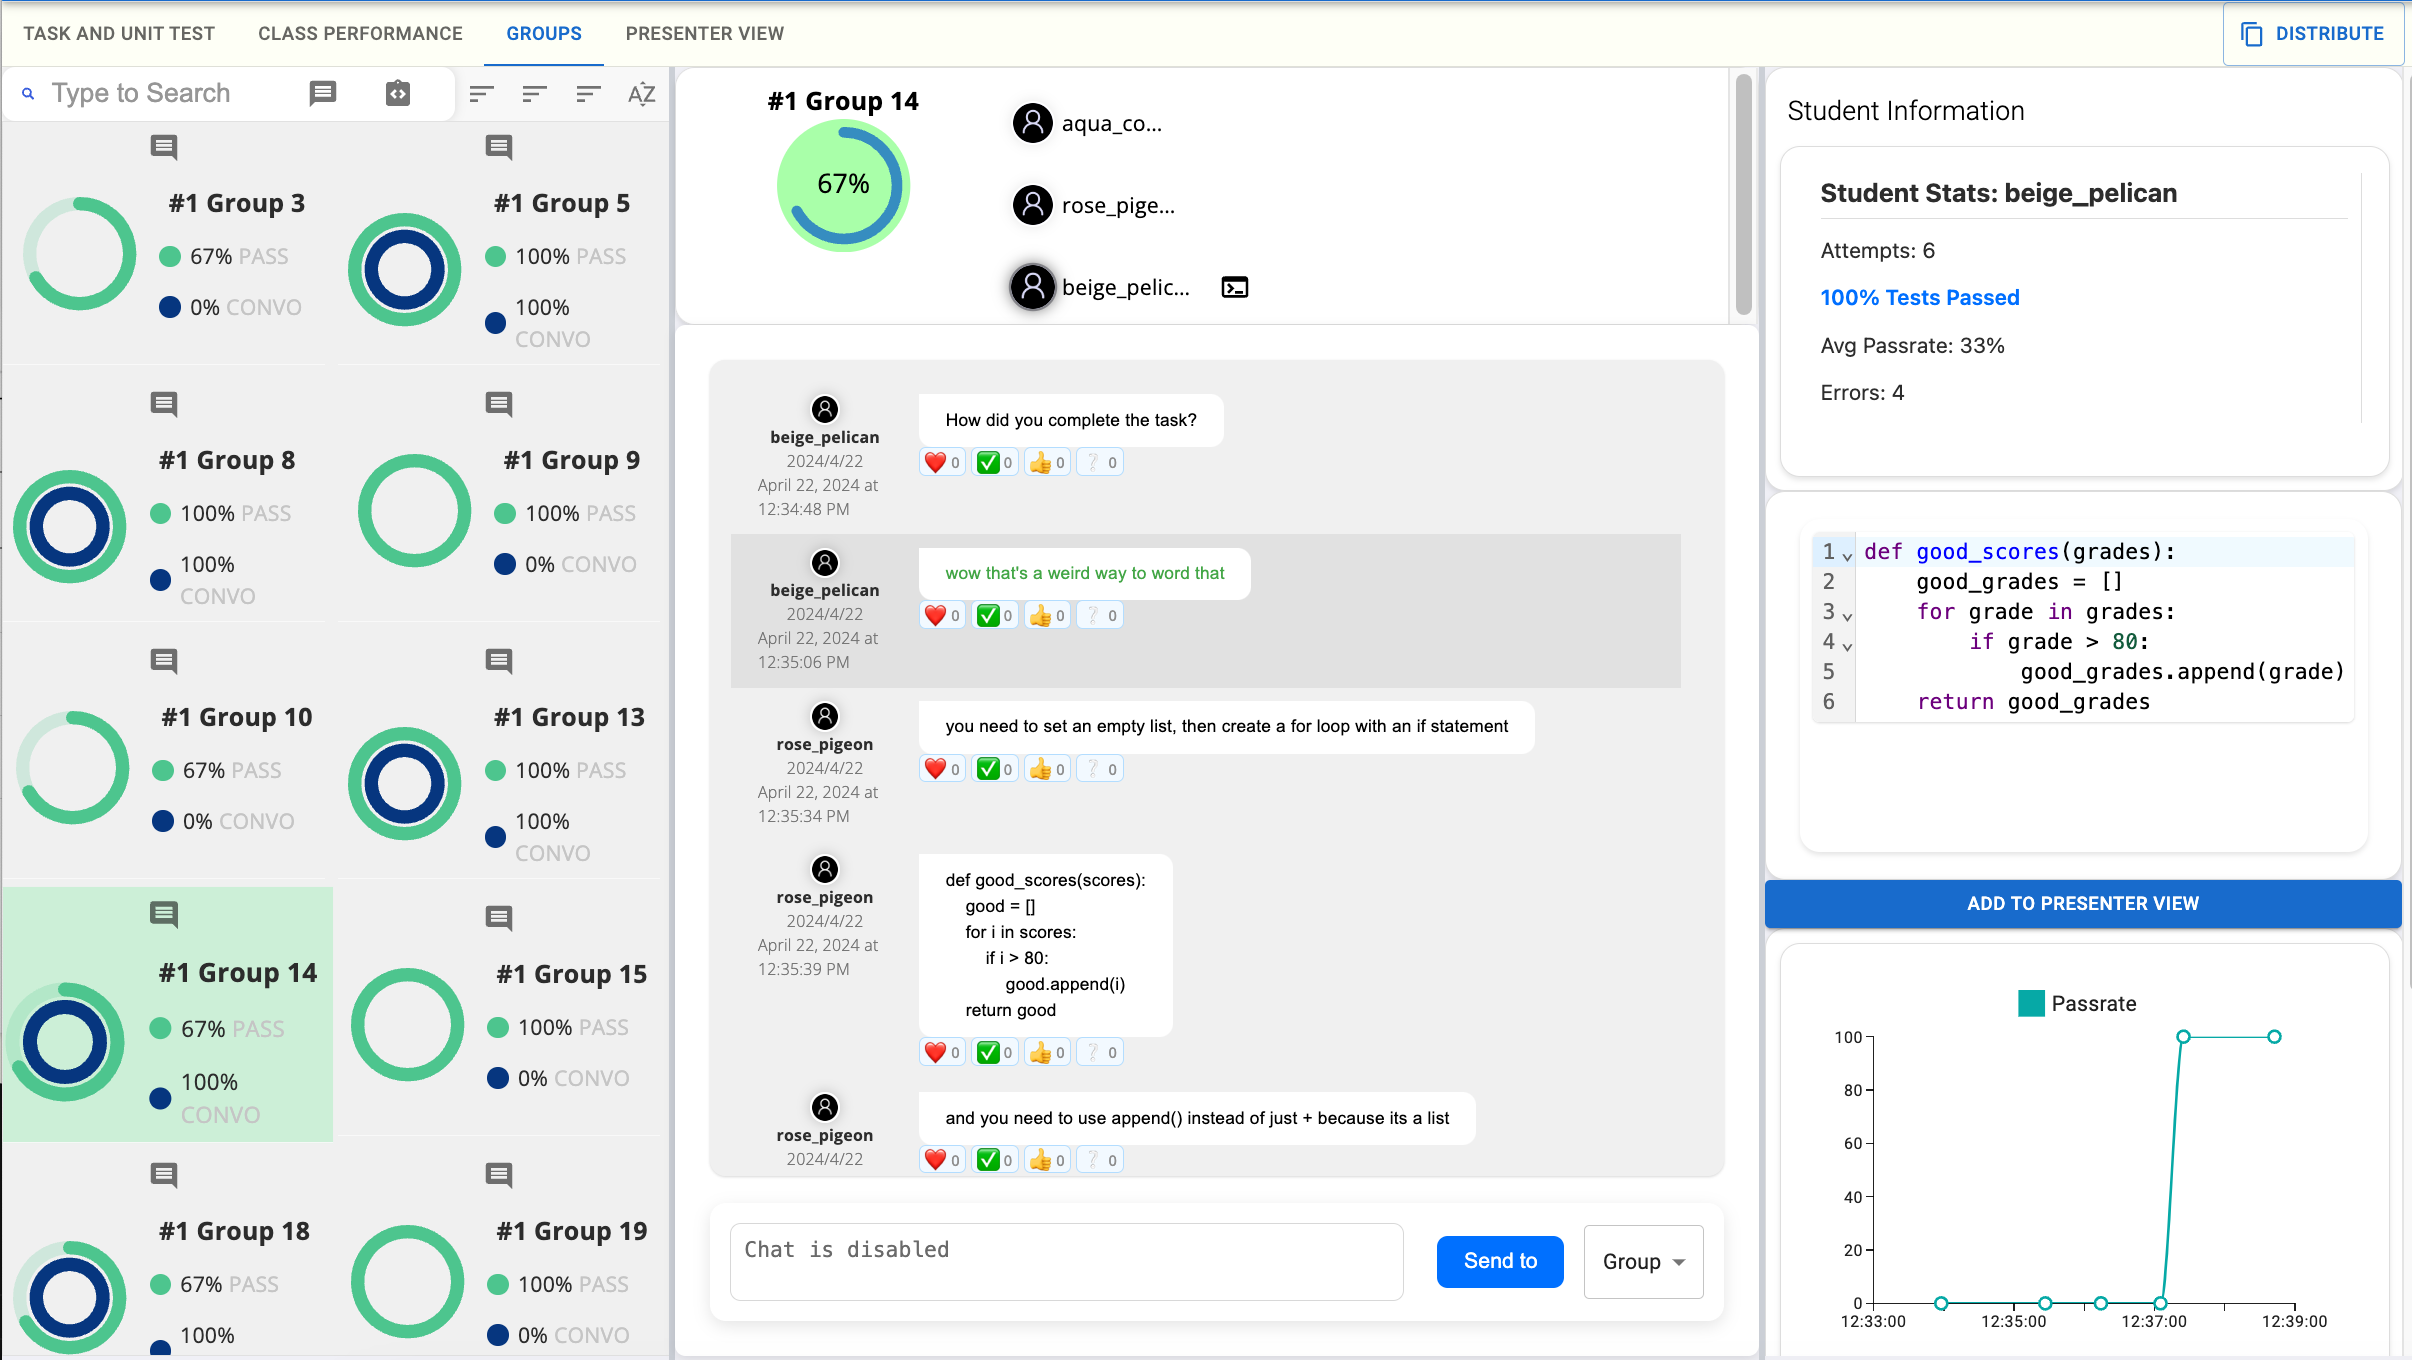 TASK AND UNIT TEST
CLASS PERFORMANCE
GROUPS
PRESENTER VIEW
DISTRIBUTE
Type to Search
AZ
#1 Group 3
67% PASS
0% CONVO
#1 Group 5
100% PASS
100%
CONVO
#1 Group 8
100% PASS
100%
CONVO
#1 Group 9
100% PASS
0% CONVO
#1 Group 10
67% PASS
0% CONVO
#1 Group 13
100% PASS
100%
CONVO
#1 Group 14
67% PASS
100%
CONVO
#1 Group 15
100% PASS
0% CONVO
#1 Group 18
67% PASS
100%
#1 Group 19
100% PASS
0% CONVO
#1 Group 14
67%
aqua_co...
rose_pige...
beige_pelic...
beige_pelican
2024/4/22
April 22, 2024 at
12:34:48 PM
How did you complete the task?
❤️ 0 ✅ 0 👍 0 ❔ 0
beige_pelican
2024/4/22
April 22, 2024 at
12:35:06 PM
wow that's a weird way to word that
❤️ 0 ✅ 0 👍 0 ❔ 0
rose_pigeon
2024/4/22
April 22, 2024 at
12:35:34 PM
you need to set an empty list, then create a for loop with an if statement
❤️ 0 ✅ 0 👍 0 ❔ 0
rose_pigeon
2024/4/22
April 22, 2024 at
12:35:39 PM
def good_scores(scores):
good = []
for i in scores:
if i > 80:
good.append(i)
return good
❤️ 0 ✅ 0 👍 0 ❔ 0
rose_pigeon
2024/4/22
and you need to use append() instead of just + because its a list
❤️ 0 ✅ 0 👍 0 ❔ 0
Chat is disabled
Send to
Group
Student Information
Student Stats: beige_pelican
Attempts: 6
100% Tests Passed
Avg Passrate: 33%
Errors: 4
1 def good_scores(grades):
2 good_grades = []
3 for grade in grades:
4 if grade > 80:
5 good_grades.append(grade)
6 return good_grades
ADD TO PRESENTER VIEW
Passrate
100
80
60
40
20
0
12:33:00 12:35:00 12:37:00 12:39:00